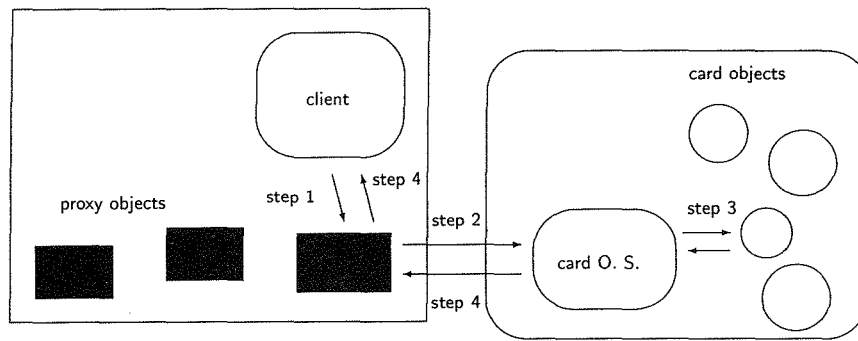 card objects
client
step 4
step 1
proxy objects
step 2
step 3
card O. S.
step 4